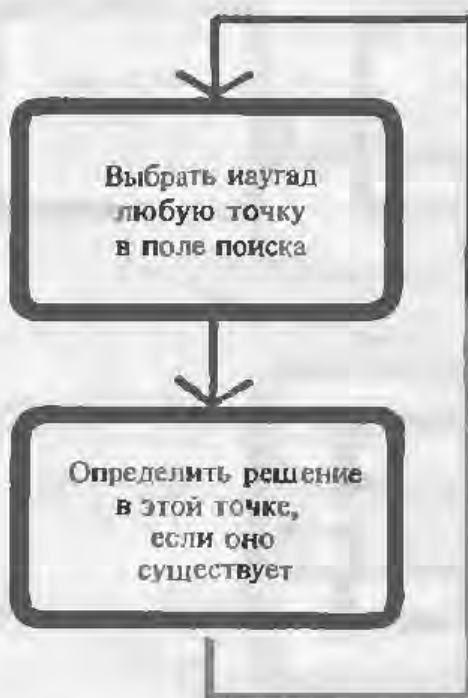 Выбрать наугад
любую точку
в поле поиска
Определить решение
в этой точке,
если оно
существует